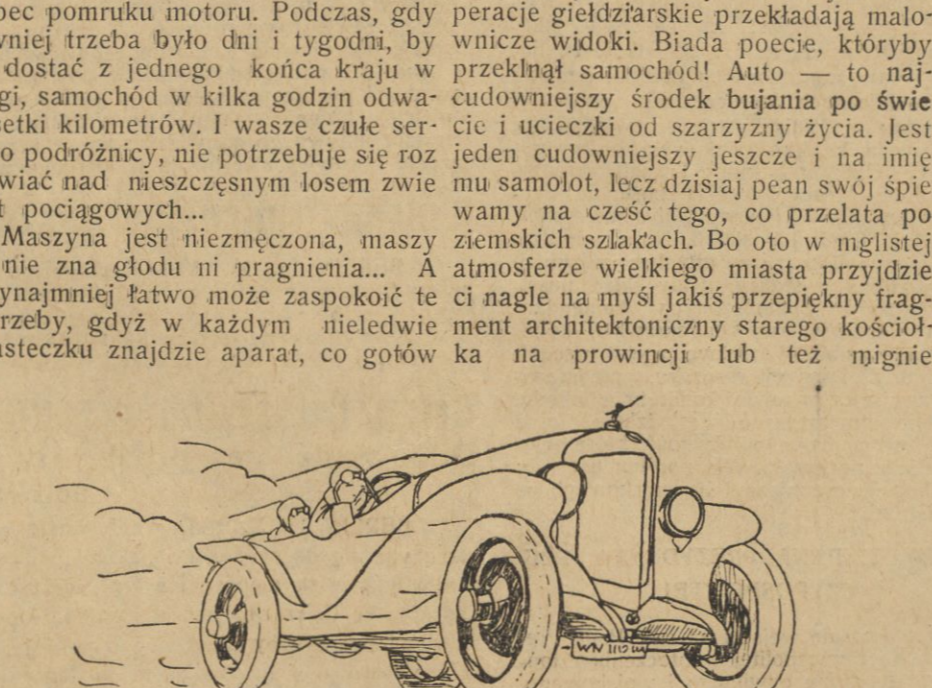 pec pomruku motoru. Podczas, gdy
wniej trzeba było dni i tygodni, by
dostać z jednego końca kraju w
gi, samochód w kilka godzin odwa-
setki kilometrów. I wasze czułe ser-
o podróżnicy, nie potrzebuje się roz
wiać nad nieszczęsnym losem zwie
t pociągowych...
Maszyna jest niezmęczona, maszy
nie zna głodu ni pragnienia... A
ynajmniej łatwo może zaspokoić te
rzeby, gdyż w każdym nieledwie
asteczku znajdzie aparat, co gotów
peracje giełdziarskie przekładają malo-
wnicze widoki. Biada poecie, któryby
przeklnął samochód! Auto — to naj-
cudowniejszy środek bujania po świe
cie i ucieczki od szarzyzny życia. Jest
jeden cudowniejszy jeszcze i na imię
mu samolot, lecz dzisiaj pean swój śpie
wamy na cześć tego, co przelata po
ziemskich szlakach. Bo oto w mglistej
atmosferze wielkiego miasta przyjdzie
ci nagle na myśl jakiś przepiękny frag-
ment architektoniczny starego kościoł-
ka na prowincji lub też mignie
WN